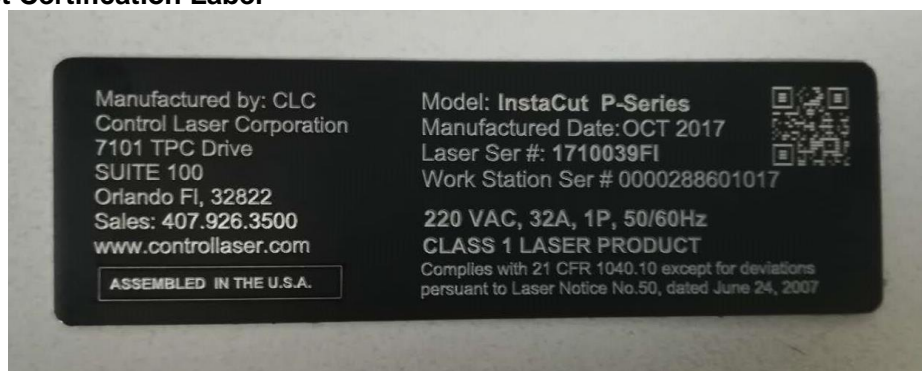 t Certification Label
Manufactured by: CLC
Control Laser Corporation
7101 TPC Drive
SUITE 100
Orlando Fl, 32822
Sales: 407.926.3500
www.controllaser.com
ASSEMBLED IN THE U.S.A.
Model: InstaCut P-Series
Manufactured Date: OCT 2017
Laser Ser #: 1710039FI
Work Station Ser # 0000288601017
220 VAC, 32A, 1P, 50/60Hz
CLASS 1 LASER PRODUCT
Complies with 21 CFR 1040.10 except for deviations
persuant to Laser Notice No.50, dated June 24, 2007